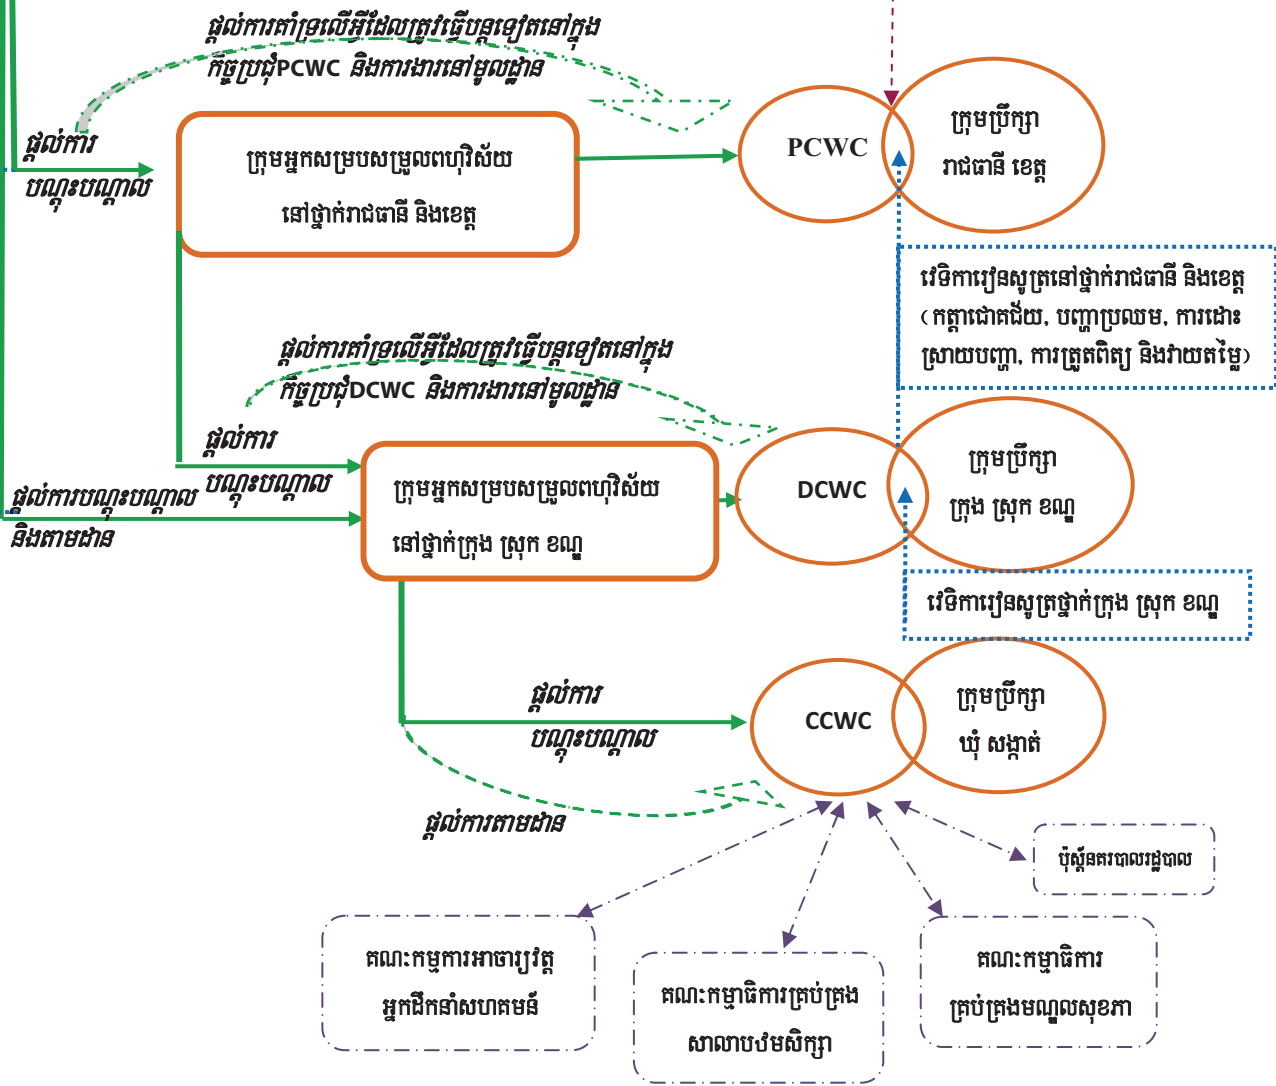 ផ្តល់ការគាំទ្រលើអ្វីដែលត្រូវធ្វើបន្តទៀតនៅក្នុង
កិច្ចប្រជុំPCWC និងការងារនៅមូលដ្ឋាន
ផ្តល់ការ
បណ្តុះបណ្តាល
ក្រុមអ្នកសម្របសម្រួលពហុវិស័យ
នៅថ្នាក់រាជធានី និងខេត្ត
PCWC
ក្រុមប្រឹក្សា
រាជធានី ខេត្ត
វេទិការៀនសូត្រនៅថ្នាក់រាជធានី និងខេត្ត
(កត្តាជោគជ័យ, បញ្ហាប្រឈម, ការដោះ
ស្រាយបញ្ហា, ការត្រួតពិត្យ និងវាយតម្លៃ)
ផ្តល់ការគាំទ្រលើអ្វីដែលត្រូវធ្វើបន្តទៀតនៅក្នុង
កិច្ចប្រជុំDCWC និងការងារនៅមូលដ្ឋាន
ផ្តល់ការ
បណ្តុះបណ្តាល
ផ្តល់ការបណ្តុះបណ្តាល
និងតាមដាន
ក្រុមអ្នកសម្របសម្រួលពហុវិស័យ
នៅថ្នាក់ក្រុង ស្រុក ខណ្ឌ
DCWC
ក្រុមប្រឹក្សា
ក្រុង ស្រុក ខណ្ឌ
វេទិការៀនសូត្រថ្នាក់ក្រុង ស្រុក ខណ្ឌ
ផ្តល់ការ
បណ្តុះបណ្តាល
CCWC
ក្រុមប្រឹក្សា
ឃុំ សង្កាត់
ផ្តល់ការតាមដាន
ប៉ុស្តិ៍នគរបាលរដ្ឋបាល
គណៈកម្មការអាចារ្យវត្ត
អ្នកដឹកនាំសហគមន៍
គណៈកម្មាធិការគ្រប់គ្រង
សាលាបឋមសិក្សា
គណៈកម្មាធិការ
គ្រប់គ្រងមណ្ឌលសុខភា